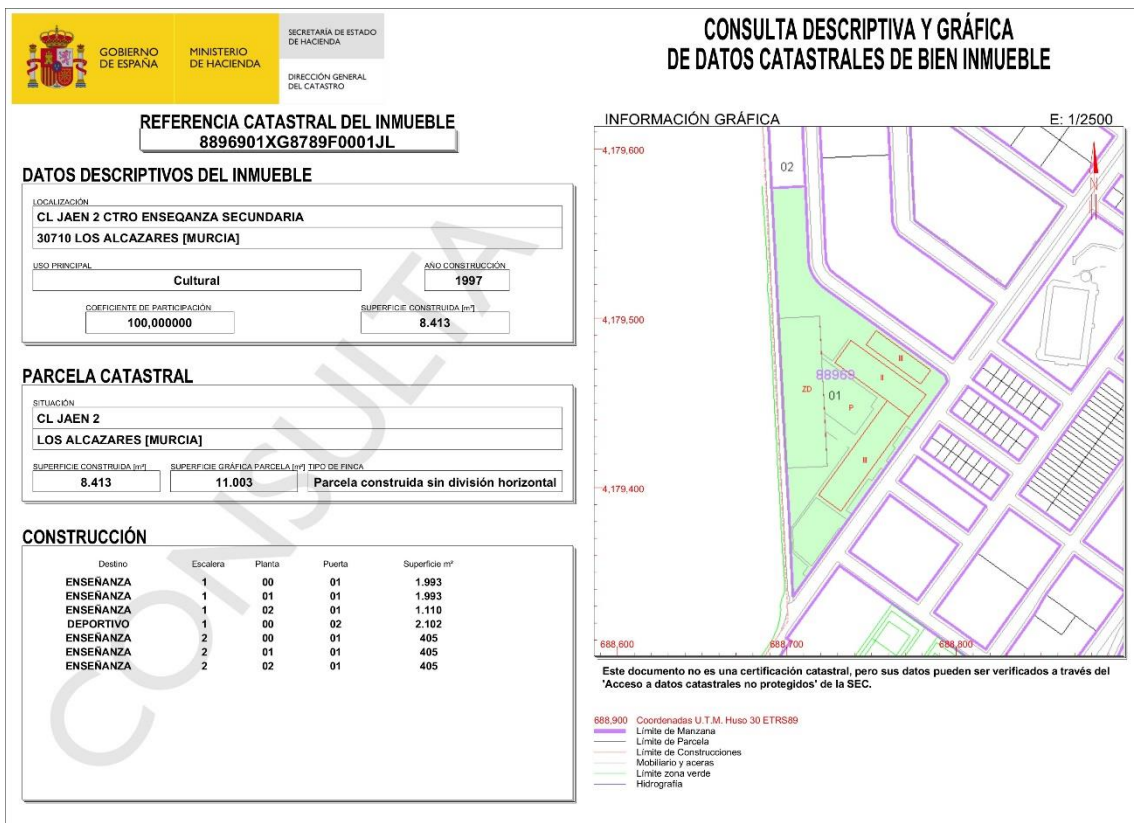 GOBIERNO
DE ESPAÑA
MINISTERIO
DE HACIENDA
SECRETARÍA DE ESTADO
DE HACIENDA
DIRECCIÓN GENERAL
DEL CATASTRO
CONSULTA DESCRIPTIVA Y GRÁFICA
DE DATOS CATASTRALES DE BIEN INMUEBLE
REFERENCIA CATASTRAL DEL INMUEBLE
8896901XG8789F0001JL
DATOS DESCRIPTIVOS DEL INMUEBLE
LOCALIZACIÓN
CL JAEN 2 CTRO ENSEQANZA SECUNDARIA
30710 LOS ALCAZARES [MURCIA]
USO PRINCIPAL
AÑO CONSTRUCCIÓN
Cultural
1997
COEFICIENTE DE PARTICIPACIÓN
SUPERFICIE CONSTRUIDA [m²]
100,000000
8.413
PARCELA CATASTRAL
SITUACIÓN
CL JAEN 2
LOS ALCAZARES [MURCIA]
SUPERFICIE CONSTRUIDA [m²]
SUPERFICIE GRÁFICA PARCELA [m²]
TIPO DE FINCA
8.413
11.003
Parcela construida sin división horizontal
CONSTRUCCIÓN
Destino Escalera Planta Puerta Superficie m²
ENSEÑANZA 1 00 01 1.993
ENSEÑANZA 1 01 01 1.993
ENSEÑANZA 1 02 01 1.110
DEPORTIVO 1 00 02 2.102
ENSEÑANZA 2 00 01 405
ENSEÑANZA 2 01 01 405
ENSEÑANZA 2 02 01 405
CONSULTA
INFORMACIÓN GRÁFICA
E: 1/2500
4,179,600
02
N
4,179,500
88969
01
ZD
P
II
4,179,400
688,600
688,700
688,800
Este documento no es una certificación catastral, pero sus datos pueden ser verificados a través del
'Acceso a datos catastrales no protegidos' de la SEC.
688,900 Coordenadas U.T.M. Huso 30 ETRS89
Límite de Manzana
Límite de Parcela
Límite de Construcciones
Mobiliario y aceras
Límite zona verde
Hidrografía